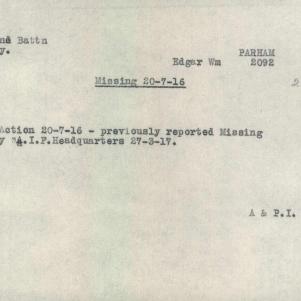 nd Battn
y.
PARHAM
Edgar Wm 2092
Missing 20-7-16
Action 20-7-16 - previously reported Missing
y "A.I.F.Headquarters 27-3-17.
A & P.I.